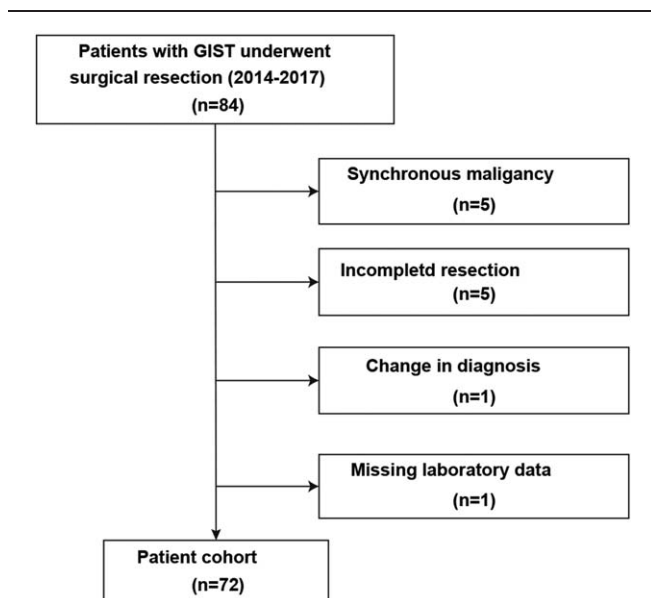 Patients with GIST underwent
surgical resection (2014-2017)
(n=84)
Synchronous maligancy
(n=5)
Incompletd resection
(n=5)
Change in diagnosis
(n=1)
Missing laboratory data
(n=1)
Patient cohort
(n=72)